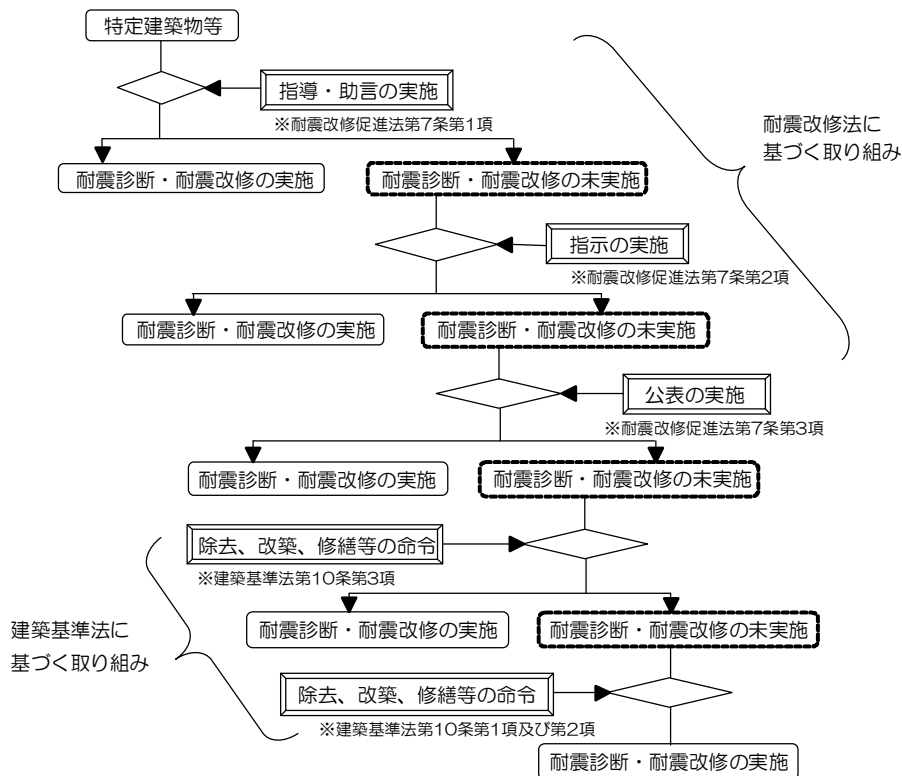 特定建築物等
指導・助言の実施
※耐震改修促進法第7条第1項
耐震改修法に
基づく取り組み
耐震診断・耐震改修の実施
耐震診断・耐震改修の未実施
指示の実施
※耐震改修促進法第7条第2項
耐震診断・耐震改修の実施
耐震診断・耐震改修の未実施
公表の実施
※耐震改修促進法第7条第3項
耐震診断・耐震改修の実施
耐震診断・耐震改修の未実施
除去、改築、修繕等の命令
※建築基準法第10条第3項
耐震診断・耐震改修の実施
耐震診断・耐震改修の未実施
建築基準法に
基づく取り組み
除去、改築、修繕等の命令
※建築基準法第10条第1項及び第2項
耐震診断・耐震改修の実施